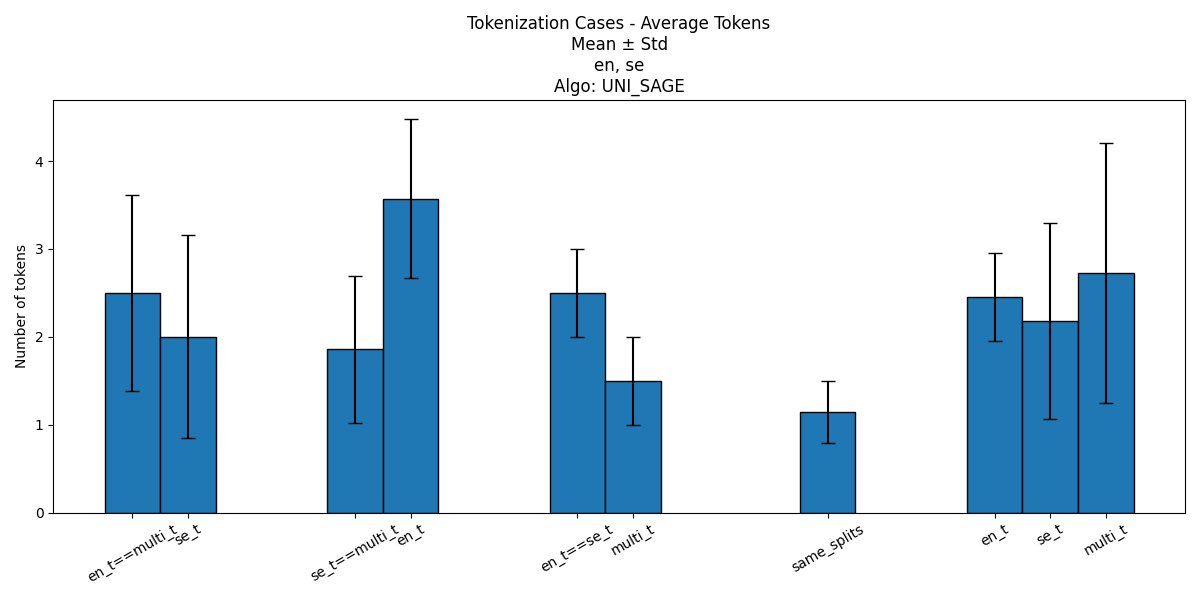 Tokenization Cases - Average Tokens
Mean ± Std
en, se
Algo: UNI_SAGE
Number of tokens
4
3
2
1
0
en_t==multi_t
se_t
se_t==multi_t
en_t
en_t==se_t
multi_t
same_splits
en_t
se_t
multi_t